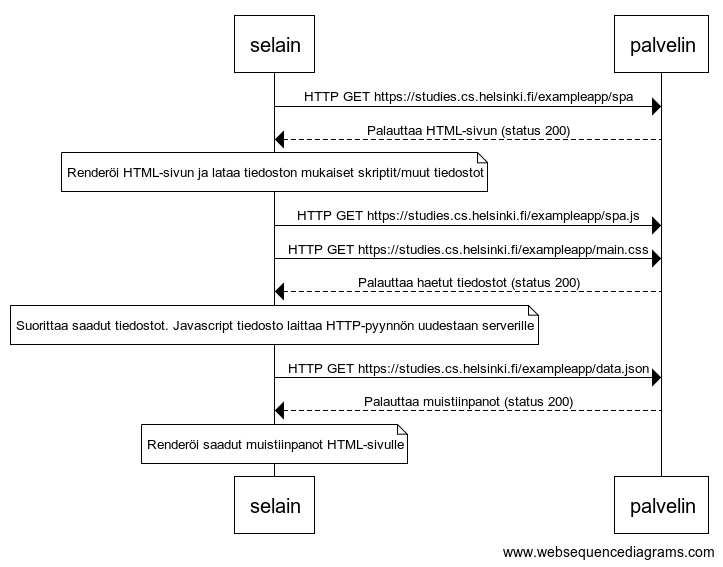 selain
palvelin
HTTP GET https://studies.cs.helsinki.fi/exampleapp/spa
Palauttaa HTML-sivun (status 200)
Renderöi HTML-sivun ja lataa tiedoston mukaiset skriptit/muut tiedostot
HTTP GET https://studies.cs.helsinki.fi/exampleapp/spa.js
HTTP GET https://studies.cs.helsinki.fi/exampleapp/main.css
Palauttaa haetut tiedostot (status 200)
Suorittaa saadut tiedostot. Javascript tiedosto laittaa HTTP-pyynnön uudestaan serverille
HTTP GET https://studies.cs.helsinki.fi/exampleapp/data.json
Palauttaa muistiinpanot (status 200)
Renderöi saadut muistiinpanot HTML-sivulle
selain
palvelin
www.websequencediagrams.com